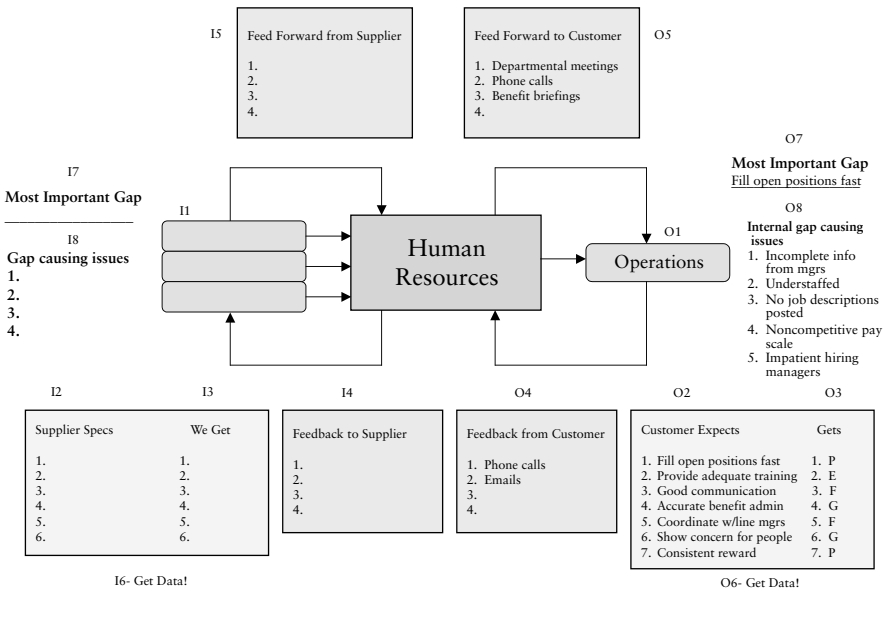 I5
Feed Forward from Supplier
1.
2.
3.
4.
Feed Forward to Customer
1. Departmental meetings
2. Phone calls
3. Benefit briefings
4.
O5
I7
Most Important Gap
I8
Gap causing issues
1.
2.
3.
4.
I1
Human
Resources
O1
Operations
O7
Most Important Gap
Fill open positions fast
O8
Internal gap causing
issues
1. Incomplete info
from mgrs
2. Understaffed
3. No job descriptions
posted
4. Noncompetitive pay
scale
5. Impatient hiring
managers
I2
I3
Supplier Specs We Get
1. 1.
2. 2.
3. 3.
4. 4.
5. 5.
6. 6.
I6- Get Data!
I4
Feedback to Supplier
1.
2.
3.
4.
O4
Feedback from Customer
1. Phone calls
2. Emails
3.
4.
O2
O3
Customer Expects Gets
1. Fill open positions fast 1. P
2. Provide adequate training 2. E
3. Good communication 3. F
4. Accurate benefit admin 4. G
5. Coordinate w/line mgrs 5. F
6. Show concern for people 6. G
7. Consistent reward 7. P
O6- Get Data!